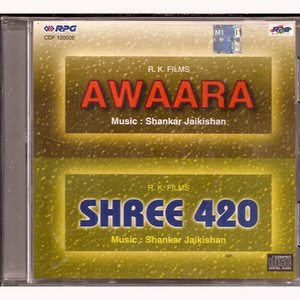 RPG
CDF 120025
R. K. FILMS
AWAARA
Music : Shankar Jaikishan
R. K. FILMS
SHREE 420
Music : Shankar Jaikishan